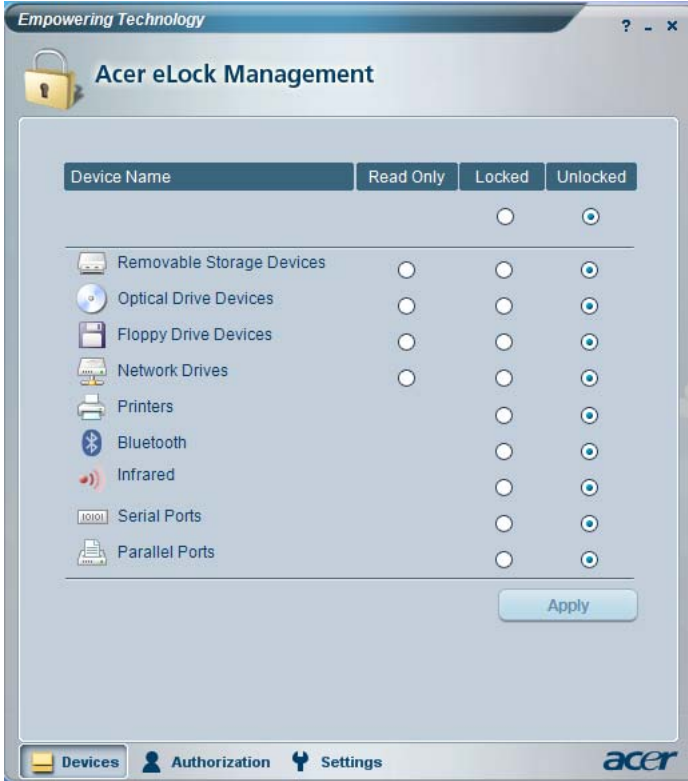 Empowering Technology
? - ×
Acer eLock Management
Device Name Read Only Locked Unlocked
Removable Storage Devices
Optical Drive Devices
Floppy Drive Devices
Network Drives
Printers
Bluetooth
Infrared
10101 Serial Ports
Parallel Ports
Apply
Devices Authorization Settings acer